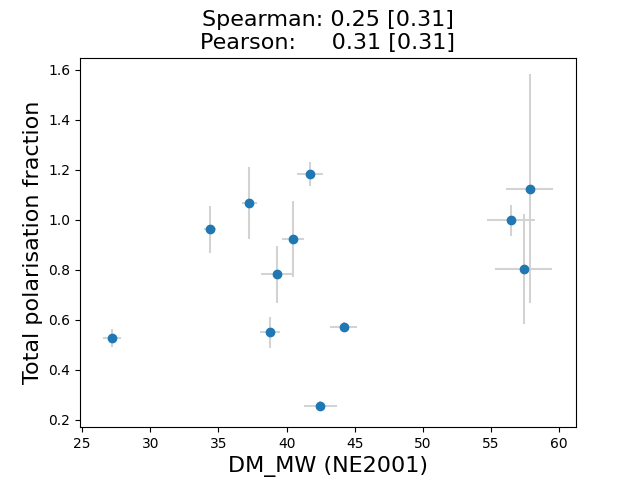 Spearman: 0.25 [0.31]
Pearson: 0.31 [0.31]
Total polarisation fraction
1.6
1.4
1.2
1.0
0.8
0.6
0.4
0.2
25 30 35 40 45 50 55 60
DM_MW (NE2001)